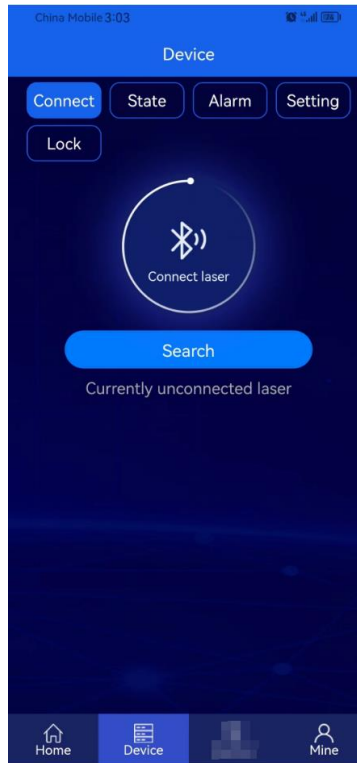 China Mobile 3:03
Device
Connect State Alarm Setting
Lock
Connect laser
Search
Currently unconnected laser
Home Device Mine